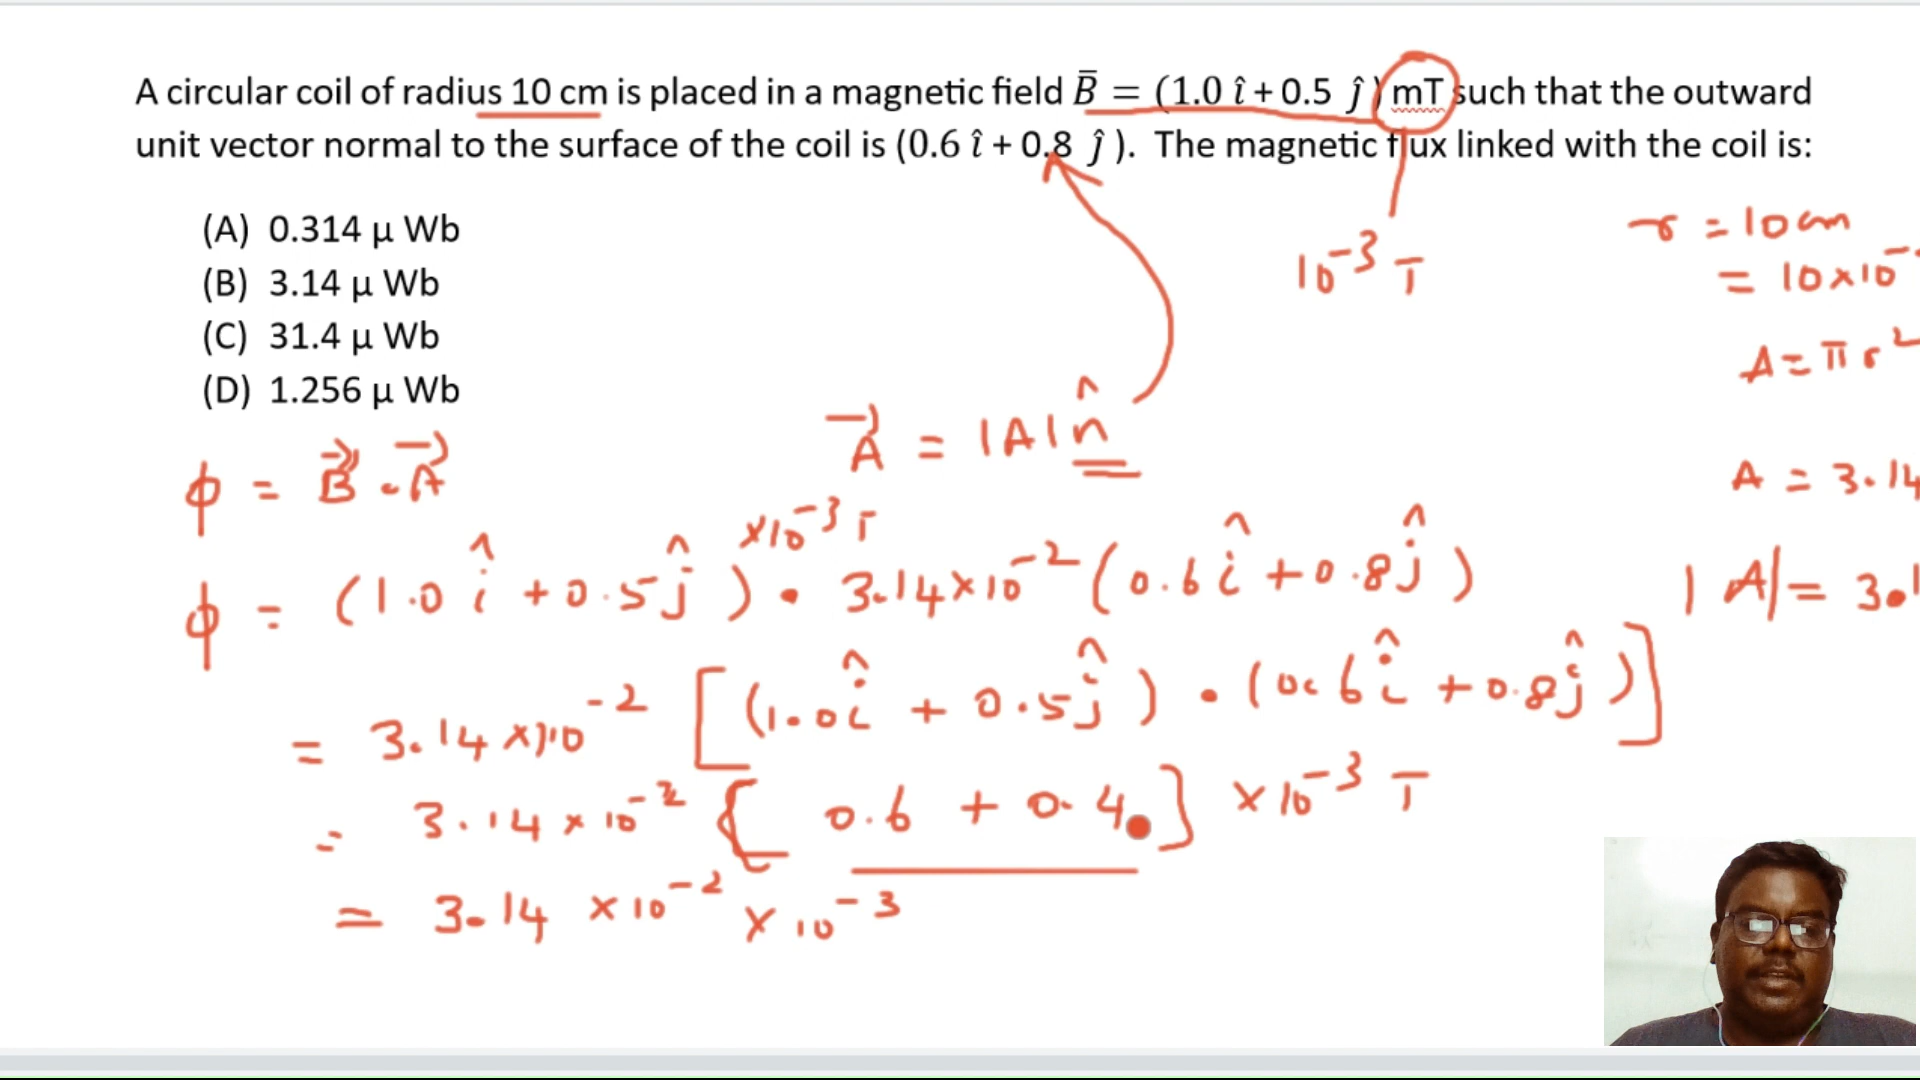 A circular coil of radius 10 cm is placed in a magnetic field B̅ = (1.0 î + 0.5 ĵ ) mT such that the outward
unit vector normal to the surface of the coil is (0.6 î + 0.8 ĵ ). The magnetic flux linked with the coil is:
(A) 0.314 µ Wb
(B) 3.14 µ Wb
(C) 31.4 µ Wb
(D) 1.256 µ Wb
10⁻³ T
r = 10 cm
= 10×10⁻
A = πr²
A⃗ = |A| n̂
A = 3.14
ϕ = B⃗ . A⃗
ϕ = (1.0 î + 0.5 ĵ ) ×10⁻³ T . 3.14×10⁻² (0.6 î + 0.8 ĵ )
|A| = 3.1
= 3.14 × 10⁻² [(1.0 î + 0.5 ĵ ) . (0.6 î + 0.8 ĵ )]
= 3.14 × 10⁻² [ 0.6 + 0.4 ] × 10⁻³ T
= 3.14 × 10⁻² × 10⁻³